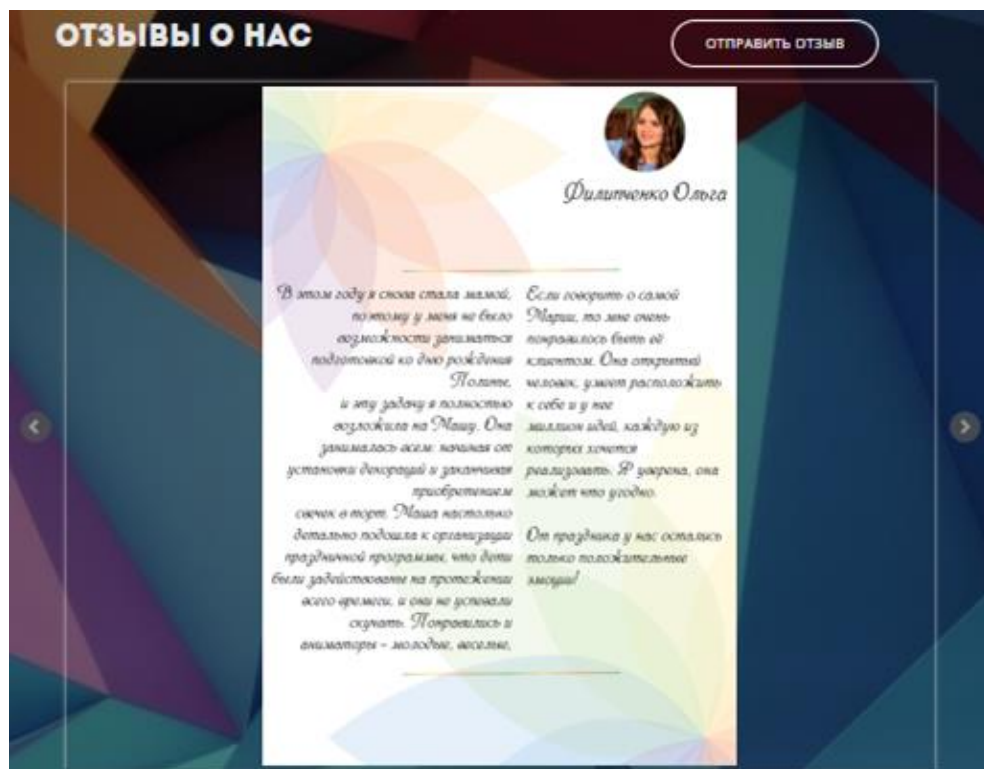 ОТЗЫВЫ О НАС
ОТПРАВИТЬ ОТЗЫВ
Филипченко Ольга
В этом году я снова стала мамой,
поэтому у меня не было
возможности заниматься
подготовкой ко дню рождения
Полины,
и эту задачу я полностью
возложила на Машу. Она
занималась всем: начиная от
установки декораций и заканчивая
приобретением
свечек в торт. Маша настолько
детально подошла к организации
праздничной программы, что дети
были задействованы на протяжении
всего времени, и они не успевали
скучать. Понравились и
аниматоры – молодые, веселые,
Если говорить о самой
Марии, то мне очень
понравилось быть её
клиентом. Она открытый
человек, умеет расположить
к себе и у нее
миллион идей, каждую из
которых хочется
реализовать. Я уверена, она
может что угодно.
От праздника у нас остались
только положительные
эмоции!